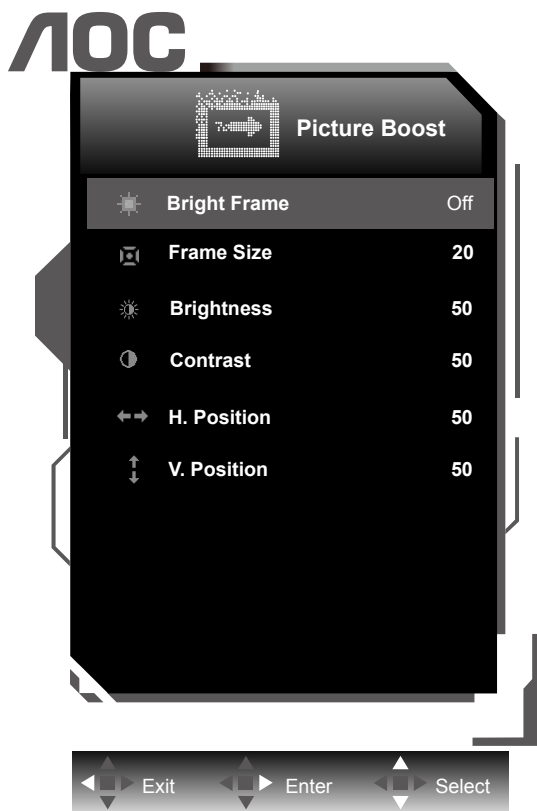 AOC
Picture Boost
Bright Frame Off
Frame Size 20
Brightness 50
Contrast 50
H. Position 50
V. Position 50
Exit Enter Select